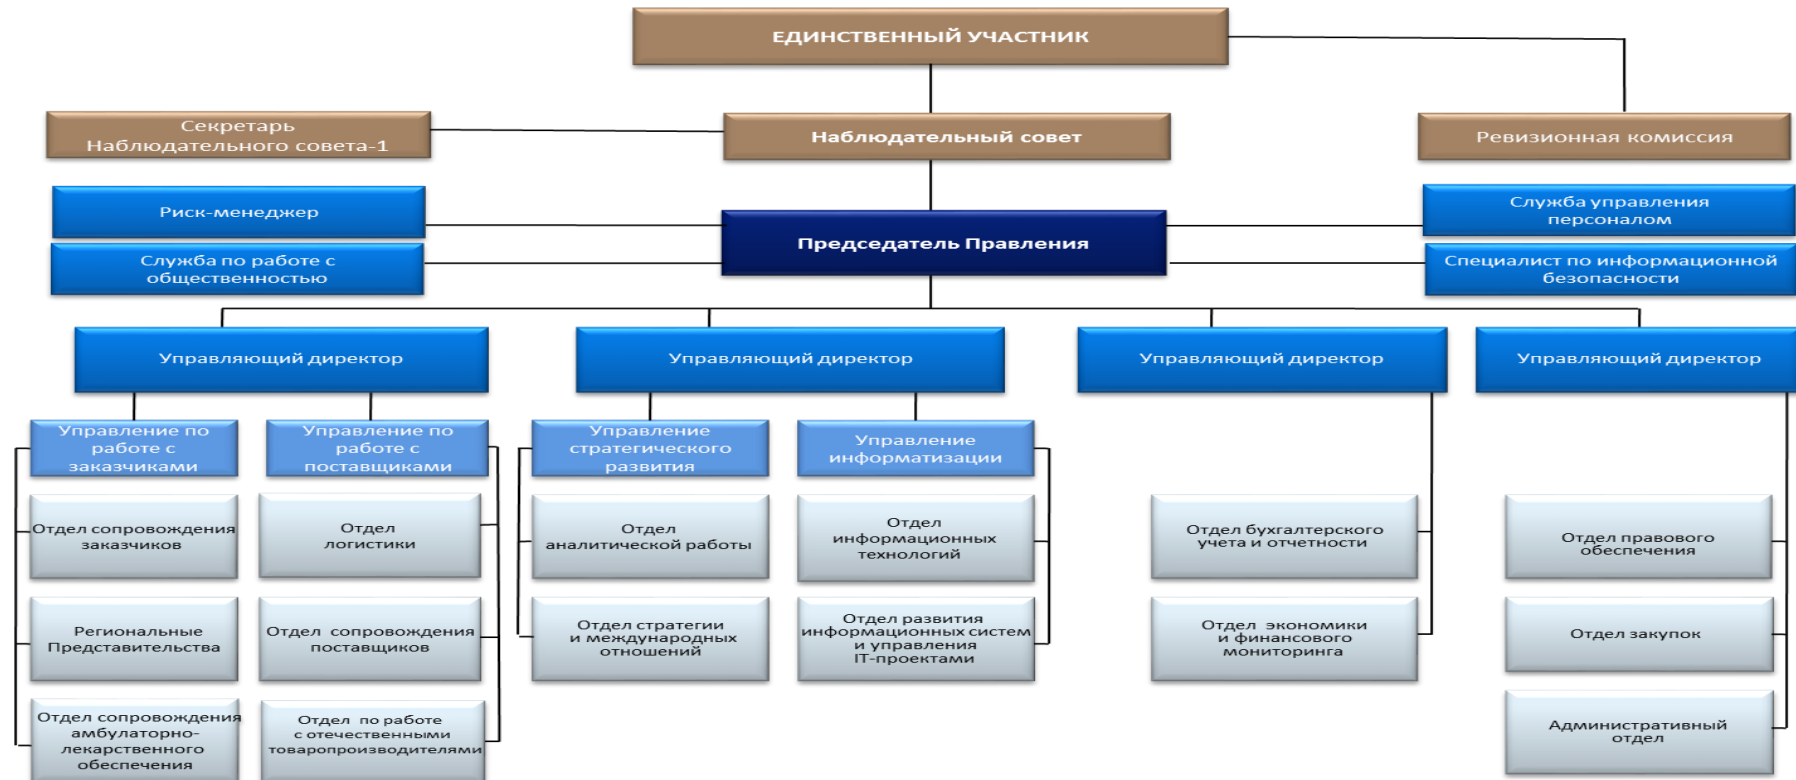 ЕДИНСТВЕННЫЙ УЧАСТНИК
Секретарь
Наблюдательного совета-1
Наблюдательный совет
Ревизионная комиссия
Риск-менеджер
Служба по работе с
общественностью
Председатель Правления
Служба управления
персоналом
Специалист по информационной
безопасности
Управляющий директор
Управляющий директор
Управляющий директор
Управляющий директор
Управление по
работе с
заказчиками
Управление по
работе с
поставщиками
Управление
стратегического
развития
Управление
информатизации
Отдел сопровождения
заказчиков
Отдел
логистики
Отдел
аналитической работы
Отдел
информационных
технологий
Отдел бухгалтерского
учета и отчетности
Отдел правового
обеспечения
Региональные
Представительства
Отдел сопровождения
поставщиков
Отдел стратегии
и международных
отношений
Отдел развития
информационных систем
и управления
IT-проектами
Отдел экономики
и финансового
мониторинга
Отдел закупок
Отдел сопровождения
амбулаторно-
лекарственного
обеспечения
Отдел по работе
с отечественными
товаропроизводителями
Административный
отдел